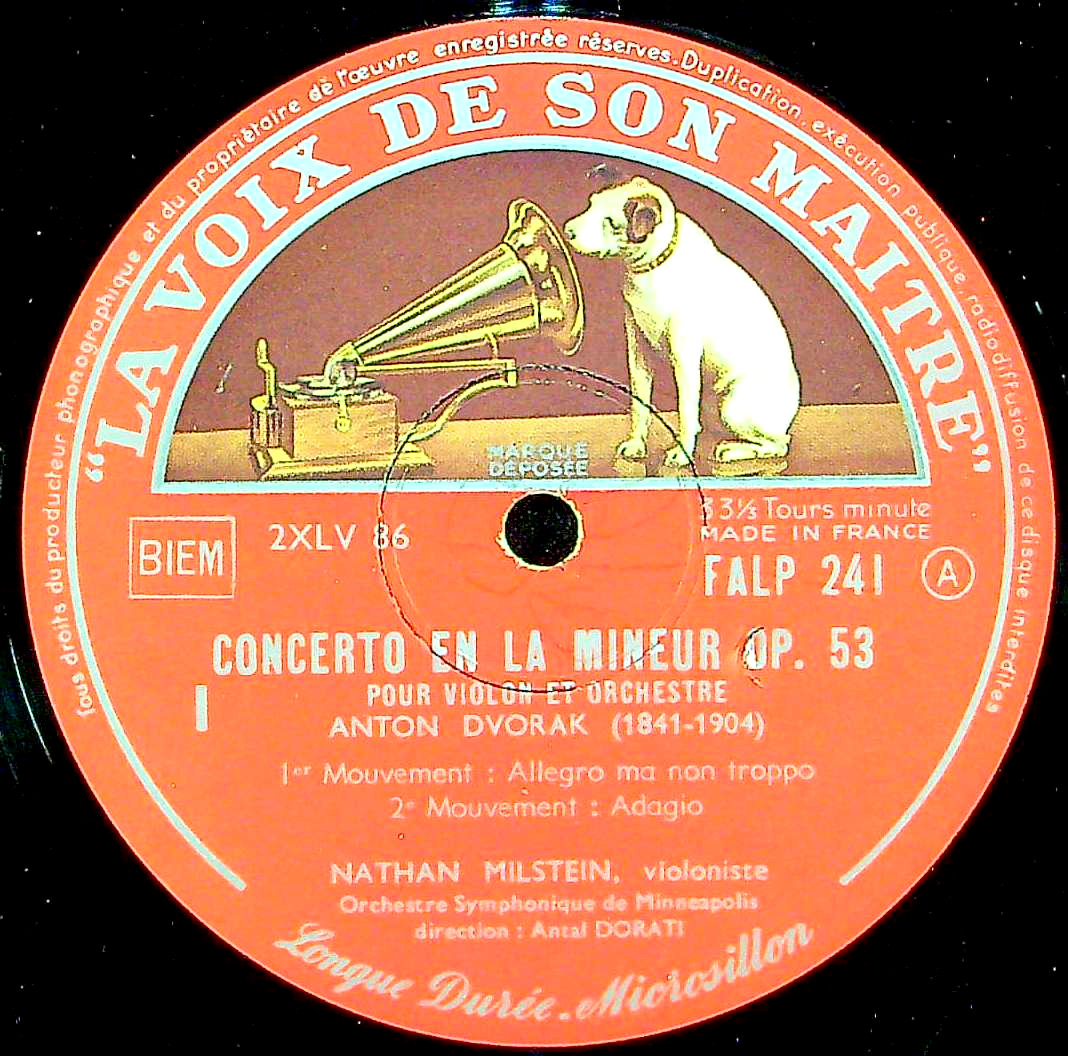 Tous droits du producteur phonographique et du propriétaire de l'œuvre enregistrée réservés. Duplication, exécution publique, radiodiffusion de ce disque interdites
"LA VOIX DE SON MAITRE"
MARQUE
DÉPOSÉE
BIEM
2XLV 86
33⅓ Tours minute
MADE IN FRANCE
FALP 241 A
CONCERTO EN LA MINEUR OP. 53
I
POUR VIOLON ET ORCHESTRE
ANTON DVORAK (1841-1904)
1er Mouvement : Allegro ma non troppo
2e Mouvement : Adagio
NATHAN MILSTEIN, violoniste
Orchestre Symphonique de Minneapolis
direction : Antal DORATI
Longue Durée - Microsillon